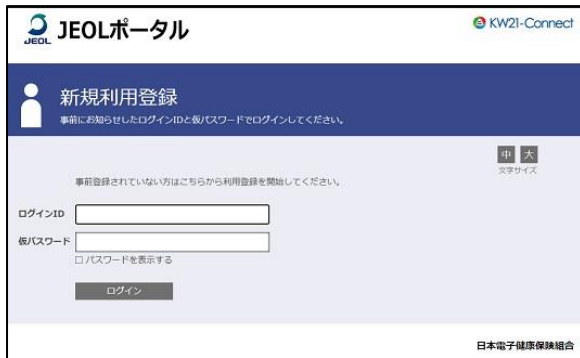 JEOL
JEOLポータル
KW21-Connect
新規利用登録
事前にお知らせしたログインIDと仮パスワードでログインしてください。
中 大
文字サイズ
事前登録されていない方はこちらから利用登録を開始してください。
ログインID
仮パスワード
パスワードを表示する
ログイン
日本電子健康保険組合